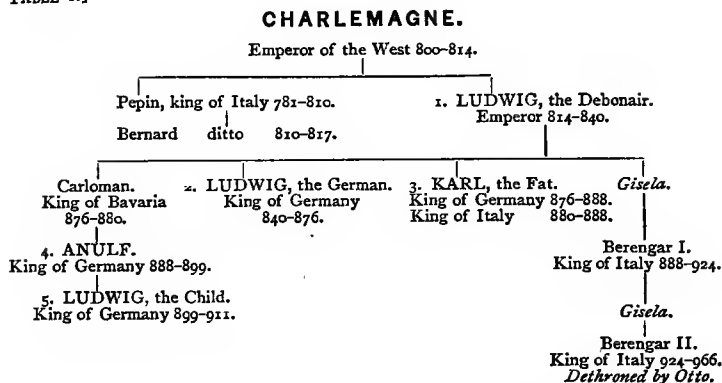 CHARLEMAGNE.
Emperor of the West 800-814.
Pepin, king of Italy 781-810.
Bernard ditto 810-817.
1. LUDWIG, the Debonair.
Emperor 814-840.
Carloman.
King of Bavaria
876-880.
4. ANULF.
King of Germany 888-899.
5. LUDWIG, the Child.
King of Germany 899-911.
2. LUDWIG, the German.
King of Germany
840-876.
3. KARL, the Fat.
King of Germany 876-888.
King of Italy 880-888.
Gisela.
Berengar I.
King of Italy 888-924.
Gisela.
Berengar II.
King of Italy 924-966.
Dethroned by Otto.